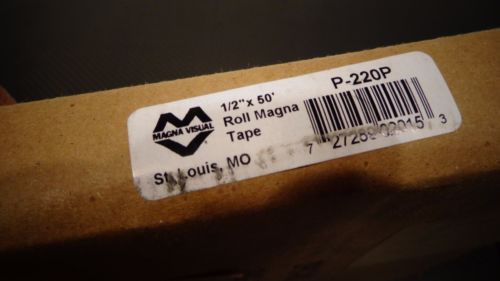 MAGNA VISUAL
1/2" x 50'
Roll Magna
Tape
St. Louis, MO
P-220P